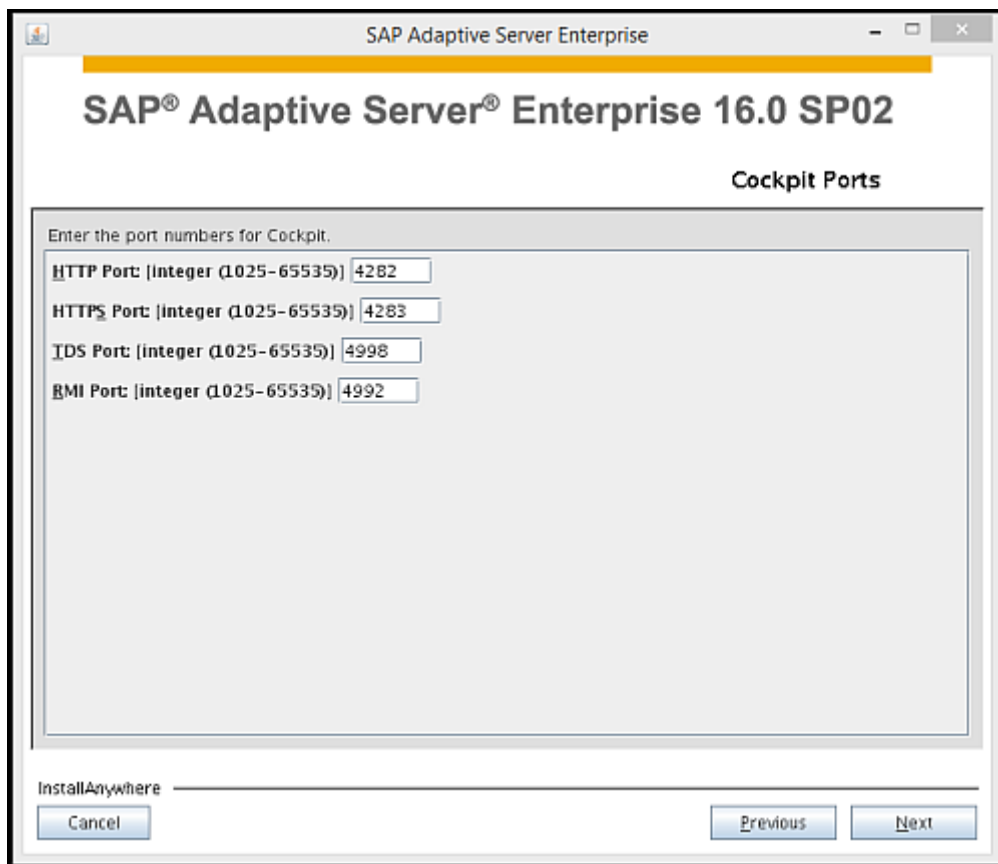 SAP Adaptive Server Enterprise
SAP® Adaptive Server® Enterprise 16.0 SP02
Cockpit Ports
Enter the port numbers for Cockpit.
HTTP Port: [integer (1025-65535)] 4282
HTTPS Port: [integer (1025-65535)] 4283
TDS Port: [integer (1025-65535)] 4998
RMI Port: [integer (1025-65535)] 4992
InstallAnywhere
Cancel Previous Next